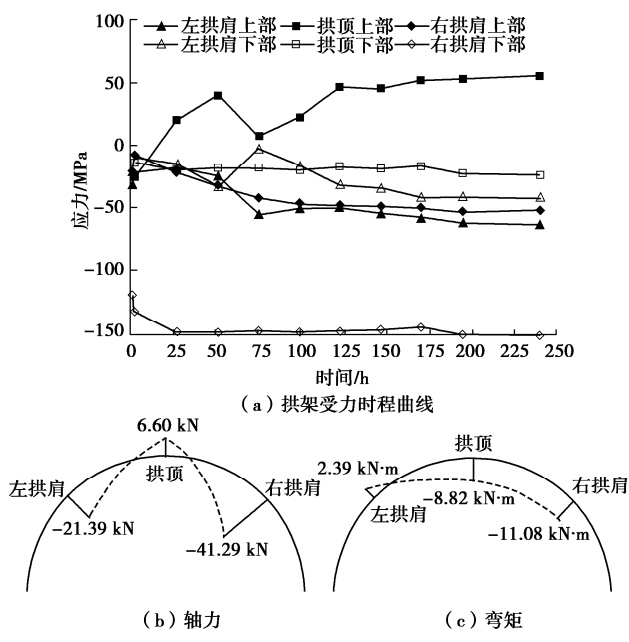 100
左拱肩上部 拱顶上部 右拱肩上部
左拱肩下部 拱顶下部 右拱肩下部
50
0
-50
-100
-150
应力/MPa
0 25 50 75 100 125 150 175 200 225 250
时间/h
(a) 拱架受力时程曲线
6.60 kN
拱顶
左拱肩
右拱肩
-21.39 kN
-41.29 kN
(b) 轴力
拱顶
2.39 kN·m
右拱肩
-8.82 kN·m
左拱肩
-11.08 kN·m
(c) 弯矩